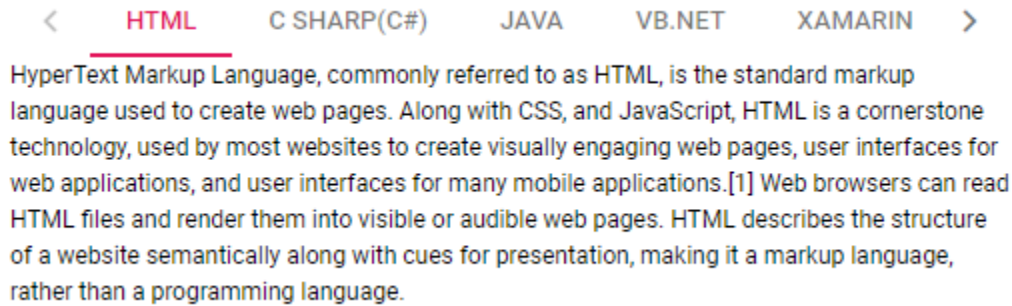 HTML C SHARP(C#) JAVA VB.NET XAMARIN
HyperText Markup Language, commonly referred to as HTML, is the standard markup
language used to create web pages. Along with CSS, and JavaScript, HTML is a cornerstone
technology, used by most websites to create visually engaging web pages, user interfaces for
web applications, and user interfaces for many mobile applications.[1] Web browsers can read
HTML files and render them into visible or audible web pages. HTML describes the structure
of a website semantically along with cues for presentation, making it a markup language,
rather than a programming language.